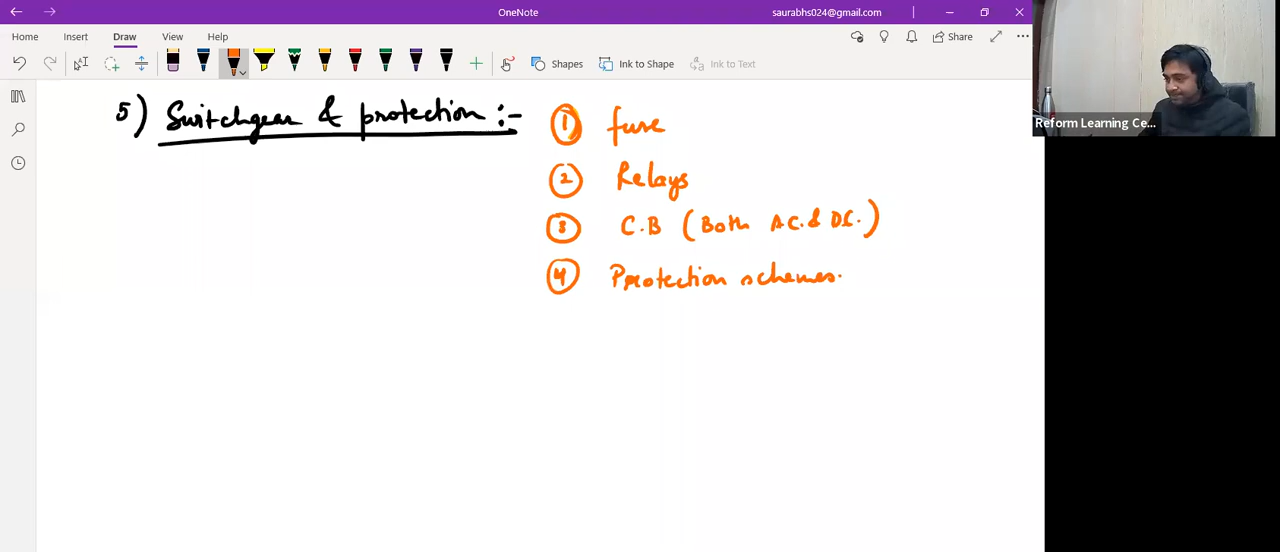 OneNote
saurabhs024@gmail.com
Home Insert Draw View Help
Share
Shapes Ink to Shape Ink to Text
5) Switchgear & protection :-
① fuse
② Relays
③ C.B (Both A.C. & D.C.)
④ Protection schemes.
Reform Learning Ce...